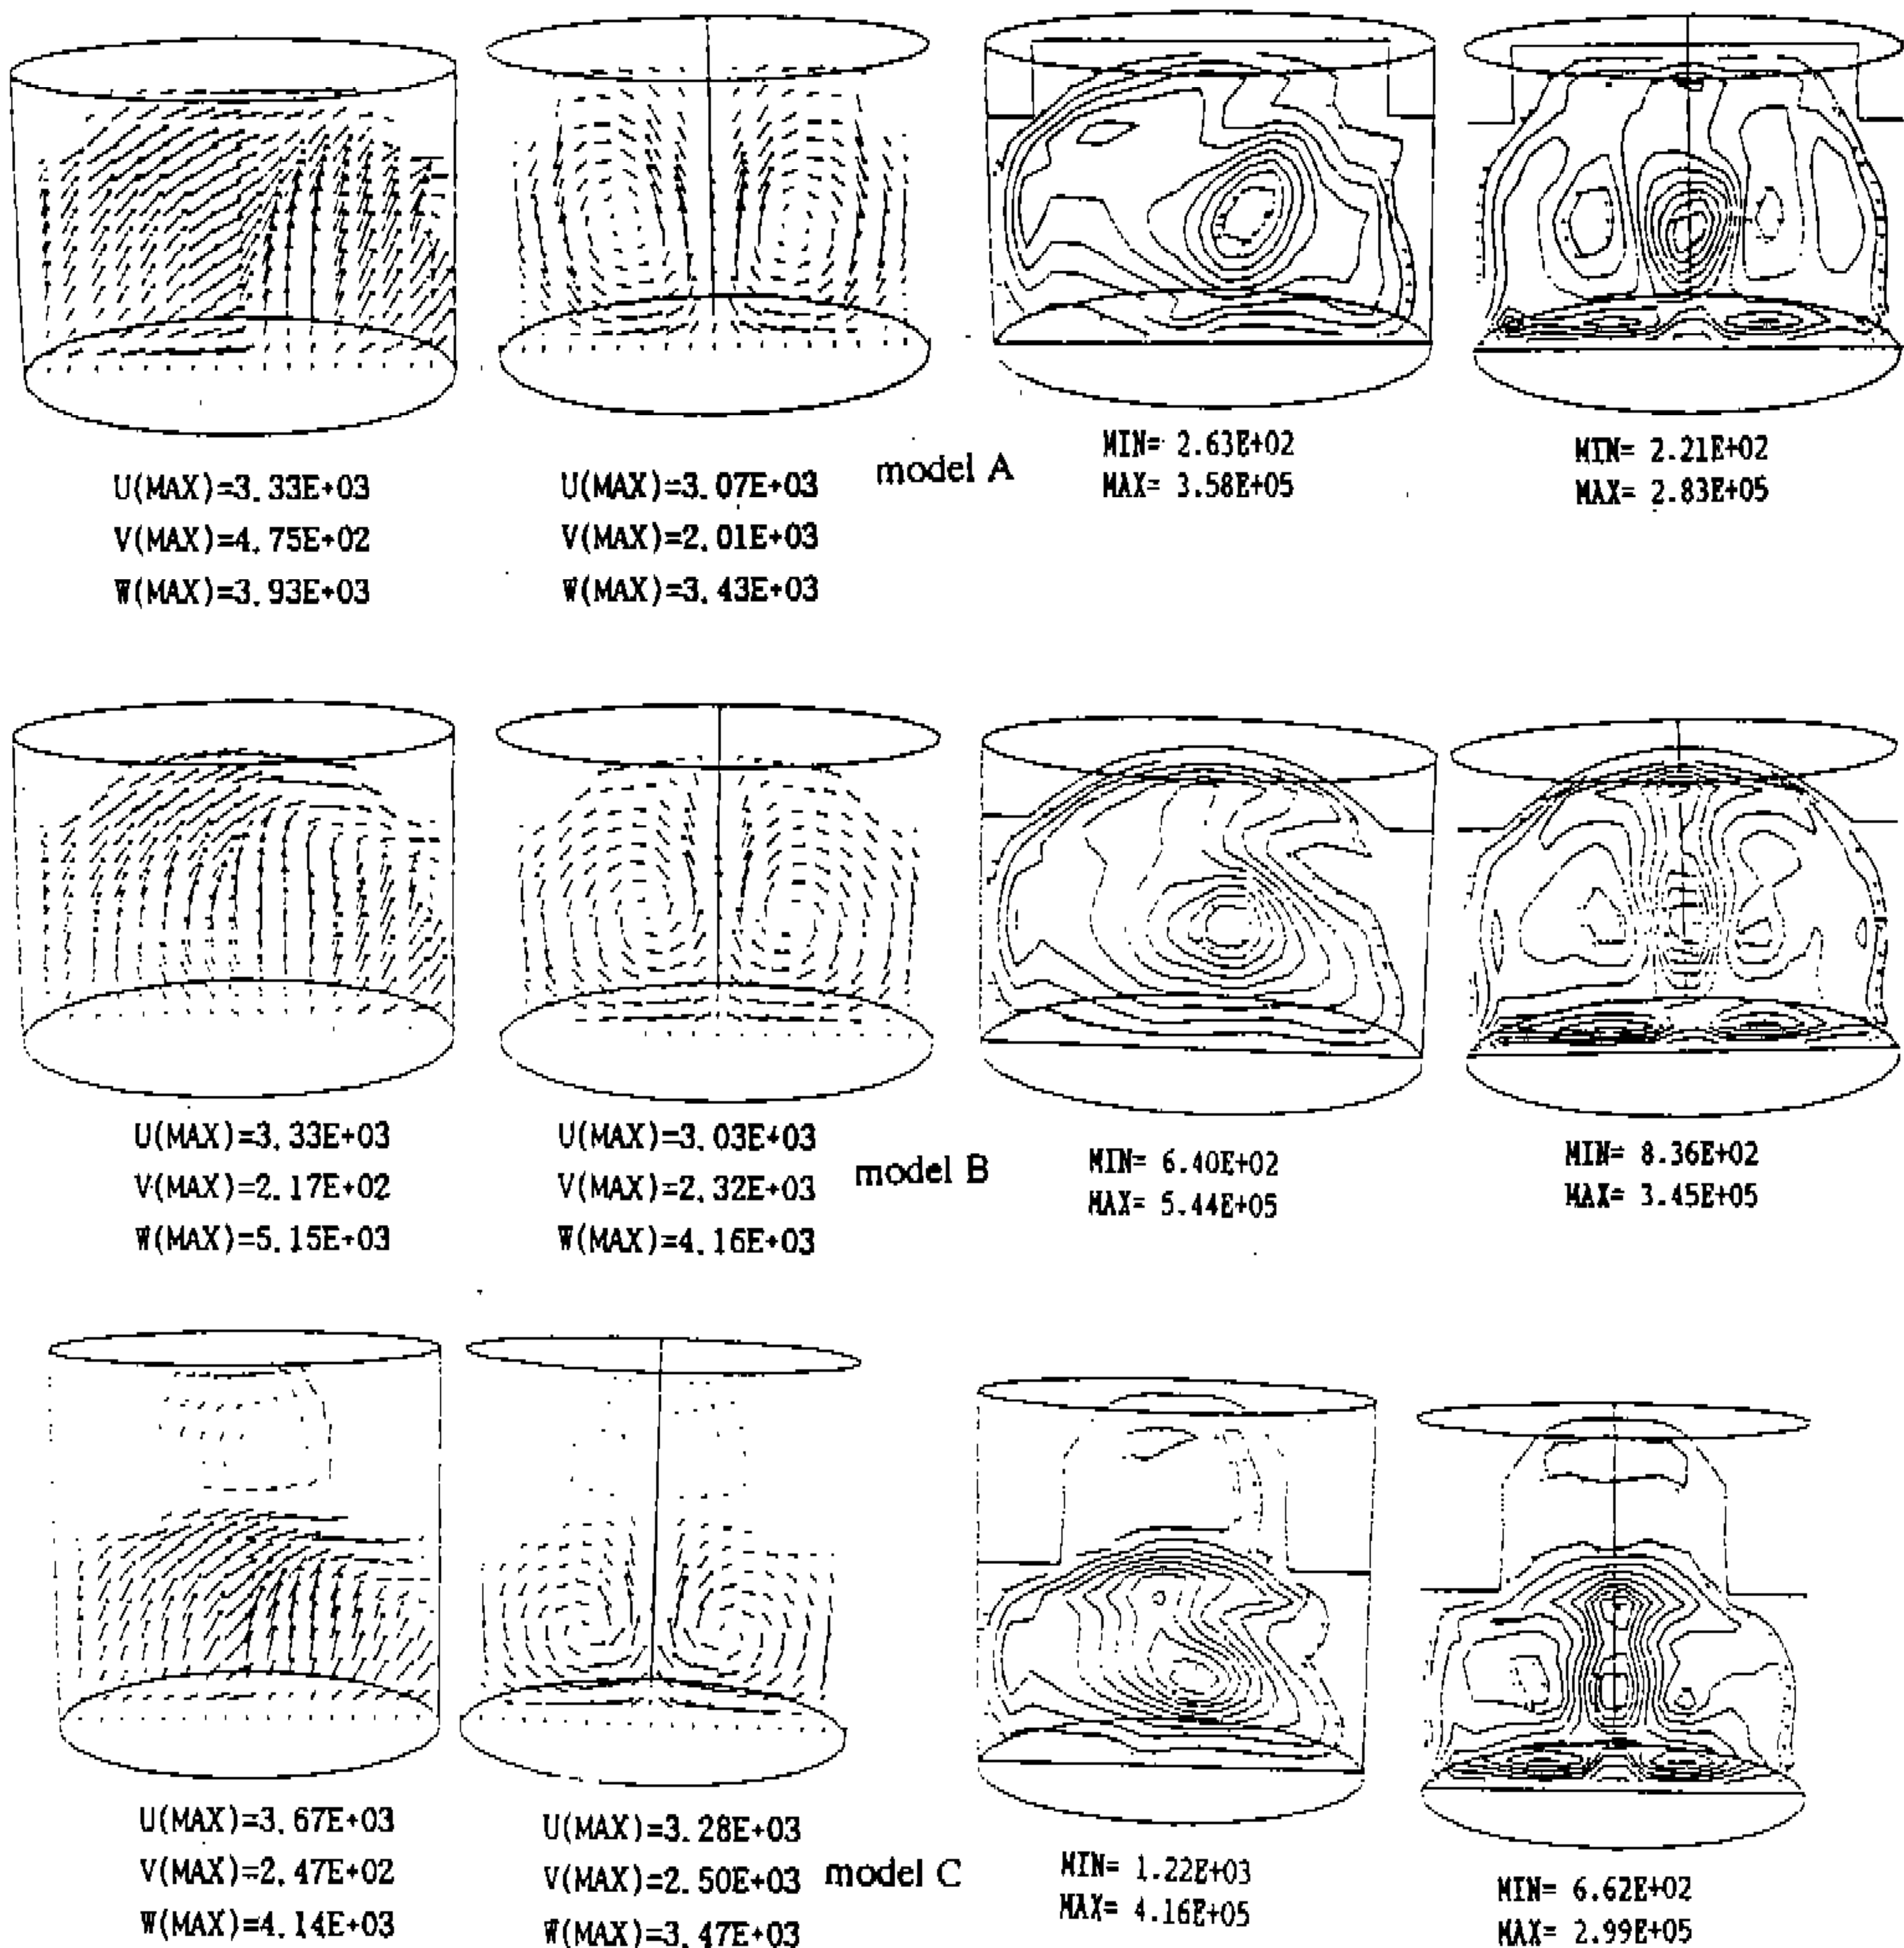 U(MAX)=3.33E+03
V(MAX)=4.75E+02
W(MAX)=3.93E+03
U(MAX)=3.07E+03
V(MAX)=2.01E+03
W(MAX)=3.43E+03
model A
MIN= 2.63E+02
MAX= 3.58E+05
MIN= 2.21E+02
MAX= 2.83E+05
U(MAX)=3.33E+03
V(MAX)=2.17E+02
W(MAX)=5.15E+03
U(MAX)=3.03E+03
V(MAX)=2.32E+03
W(MAX)=4.16E+03
model B
MIN= 6.40E+02
MAX= 5.44E+05
MIN= 8.36E+02
MAX= 3.45E+05
U(MAX)=3.67E+03
V(MAX)=2.47E+02
W(MAX)=4.14E+03
U(MAX)=3.28E+03
V(MAX)=2.50E+03
W(MAX)=3.47E+03
model C
MIN= 1.22E+03
MAX= 4.16E+05
MIN= 6.62E+02
MAX= 2.99E+05